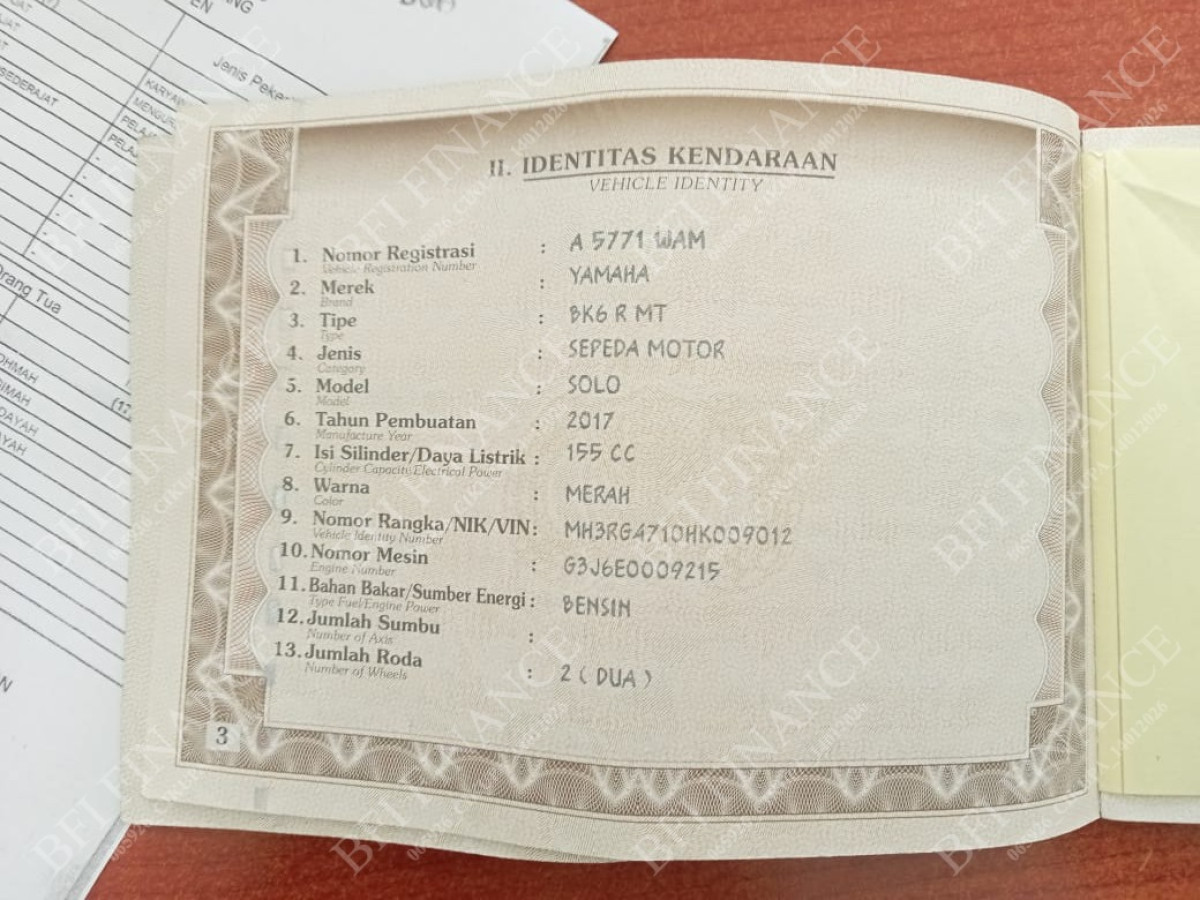 II. IDENTITAS KENDARAAN
VEHICLE IDENTITY
1. Nomor Registrasi : A 5771 WAM
Vehicle Registration Number
2. Merek : YAMAHA
Brand
3. Tipe : BK6 R MT
Type
4. Jenis : SEPEDA MOTOR
Category
5. Model : SOLO
Model
6. Tahun Pembuatan : 2017
Manufacture Year
7. Isi Silinder/Daya Listrik : 155 CC
Cylinder Capacity/Electrical Power
8. Warna : MERAH
Color
9. Nomor Rangka/NIK/VIN : MH3RG4710HK009012
Vehicle Identity Number
10. Nomor Mesin : G3J6E0009215
Engine Number
11. Bahan Bakar/Sumber Energi : BENSIN
Type Fuel/Engine Power
12. Jumlah Sumbu :
Number of Axis
13. Jumlah Roda : 2 ( DUA )
Number of Wheels
3
EN
SEDERAJAT
Orang Tua
BFI FINANCE